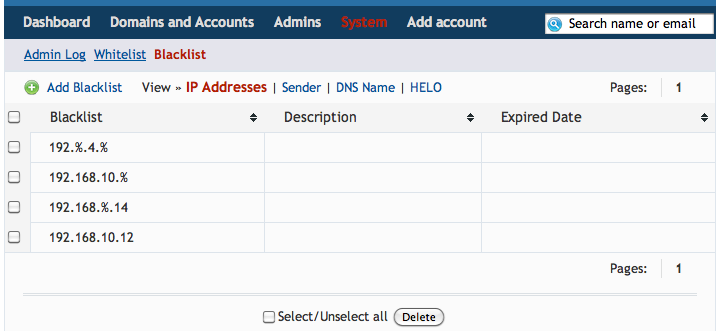 Dashboard Domains and Accounts Admins System Add account Search name or email
Admin Log Whitelist Blacklist
Add Blacklist View » IP Addresses | Sender | DNS Name | HELO Pages: 1
Blacklist Description Expired Date
192.%.4.%
192.168.10.%
192.168.%.14
192.168.10.12
Pages: 1
Select/Unselect all Delete